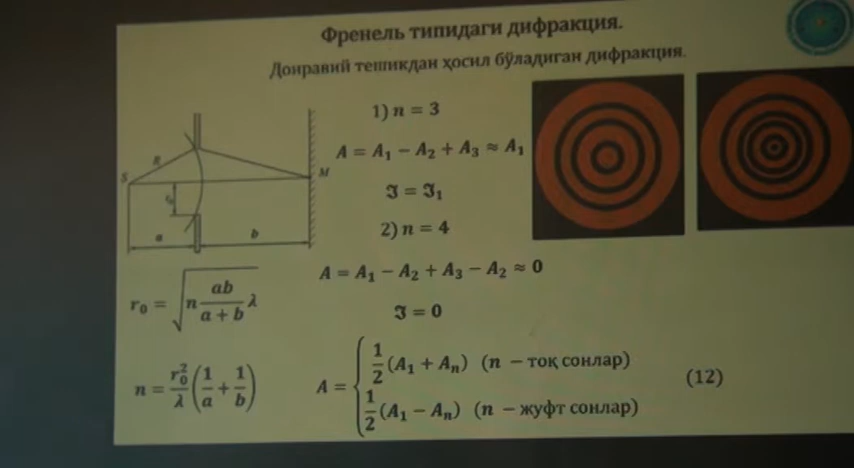 Френель типидаги дифракция.
Доиравий тешикдан ҳосил бўладиган дифракция.
1) n = 3
A = A₁ − A₂ + A₃ ≈ A₁
ℑ = ℑ₁
2) n = 4
A = A₁ − A₂ + A₃ − A₂ ≈ 0
ℑ = 0
S R M
a b
r₀ = √(n ab/(a + b) λ)
n = r₀²/λ (1/a + 1/b)
A = { 1/2 (A₁ + Aₙ) (n − тоқ сонлар)
1/2 (A₁ − Aₙ) (n − жуфт сонлар)
(12)